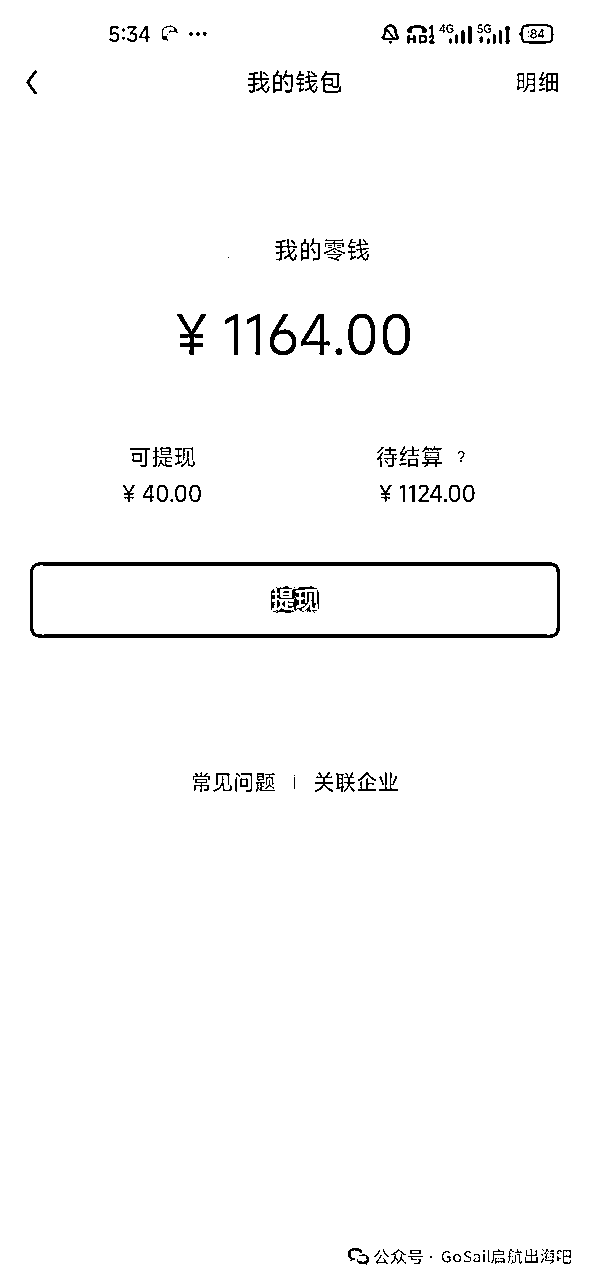 5:34 4G 5G 84
我的钱包 明细
我的零钱
¥ 1164.00
可提现 待结算 ?
¥ 40.00 ¥ 1124.00
提现
常见问题 | 关联企业
公众号 · GoSail启航出海吧